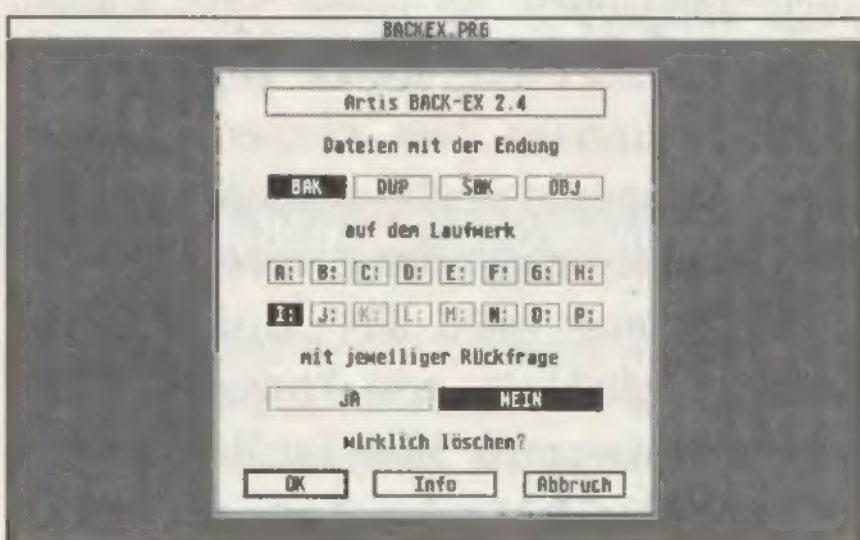 BACKEX.PRG
Artis BACK-EX 2.4
Dateien mit der Endung
BAK DUP SBK OBJ
auf dem Laufwerk
A: B: C: D: E: F: G: H:
I: J: K: L: M: N: O: P:
mit jeweiliger Rückfrage
JA NEIN
wirklich löschen?
OK Info Abbruch